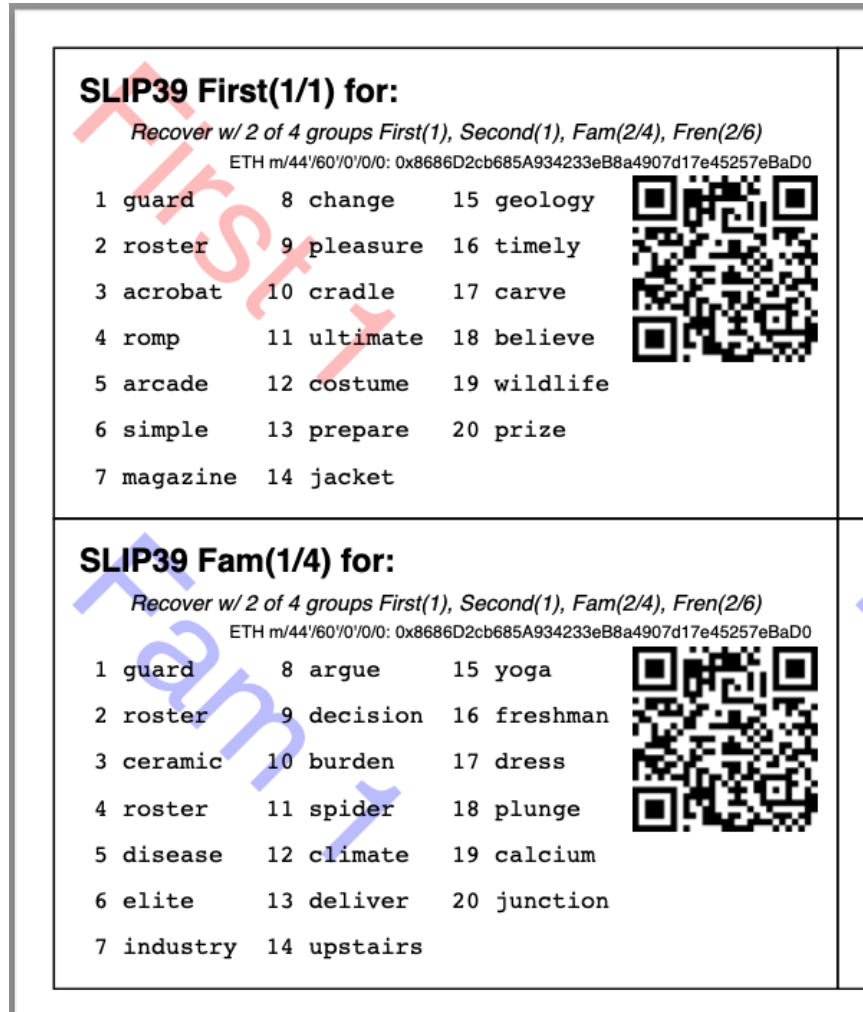 SLIP39 First(1/1) for:
Recover w/ 2 of 4 groups First(1), Second(1), Fam(2/4), Fren(2/6)
ETH m/44'/60'/0'/0/0: 0x8686D2cb685A934233eB8a4907d17e45257eBaD0
1 guard 8 change 15 geology
2 roster 9 pleasure 16 timely
3 acrobat 10 cradle 17 carve
4 romp 11 ultimate 18 believe
5 arcade 12 costume 19 wildlife
6 simple 13 prepare 20 prize
7 magazine 14 jacket
First 1
SLIP39 Fam(1/4) for:
Recover w/ 2 of 4 groups First(1), Second(1), Fam(2/4), Fren(2/6)
ETH m/44'/60'/0'/0/0: 0x8686D2cb685A934233eB8a4907d17e45257eBaD0
1 guard 8 argue 15 yoga
2 roster 9 decision 16 freshman
3 ceramic 10 burden 17 dress
4 roster 11 spider 18 plunge
5 disease 12 climate 19 calcium
6 elite 13 deliver 20 junction
7 industry 14 upstairs
Fam 1